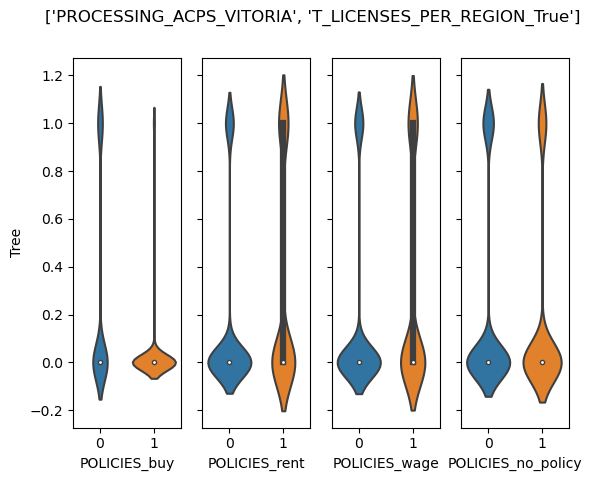 ['PROCESSING_ACPS_VITORIA', 'T_LICENSES_PER_REGION_True']
Tree
1.2
1.0
0.8
0.6
0.4
0.2
0.0
−0.2
0 1 0 1 0 1 0 1
POLICIES_buy POLICIES_rent POLICIES_wage POLICIES_no_policy